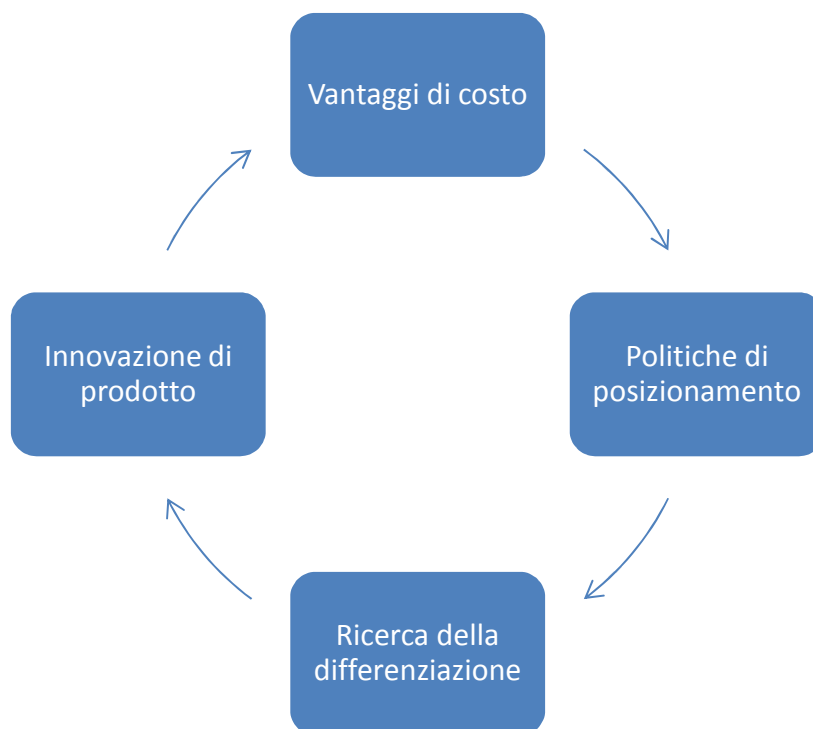 Vantaggi di costo
Politiche di
posizionamento
Ricerca della
differenziazione
Innovazione di
prodotto